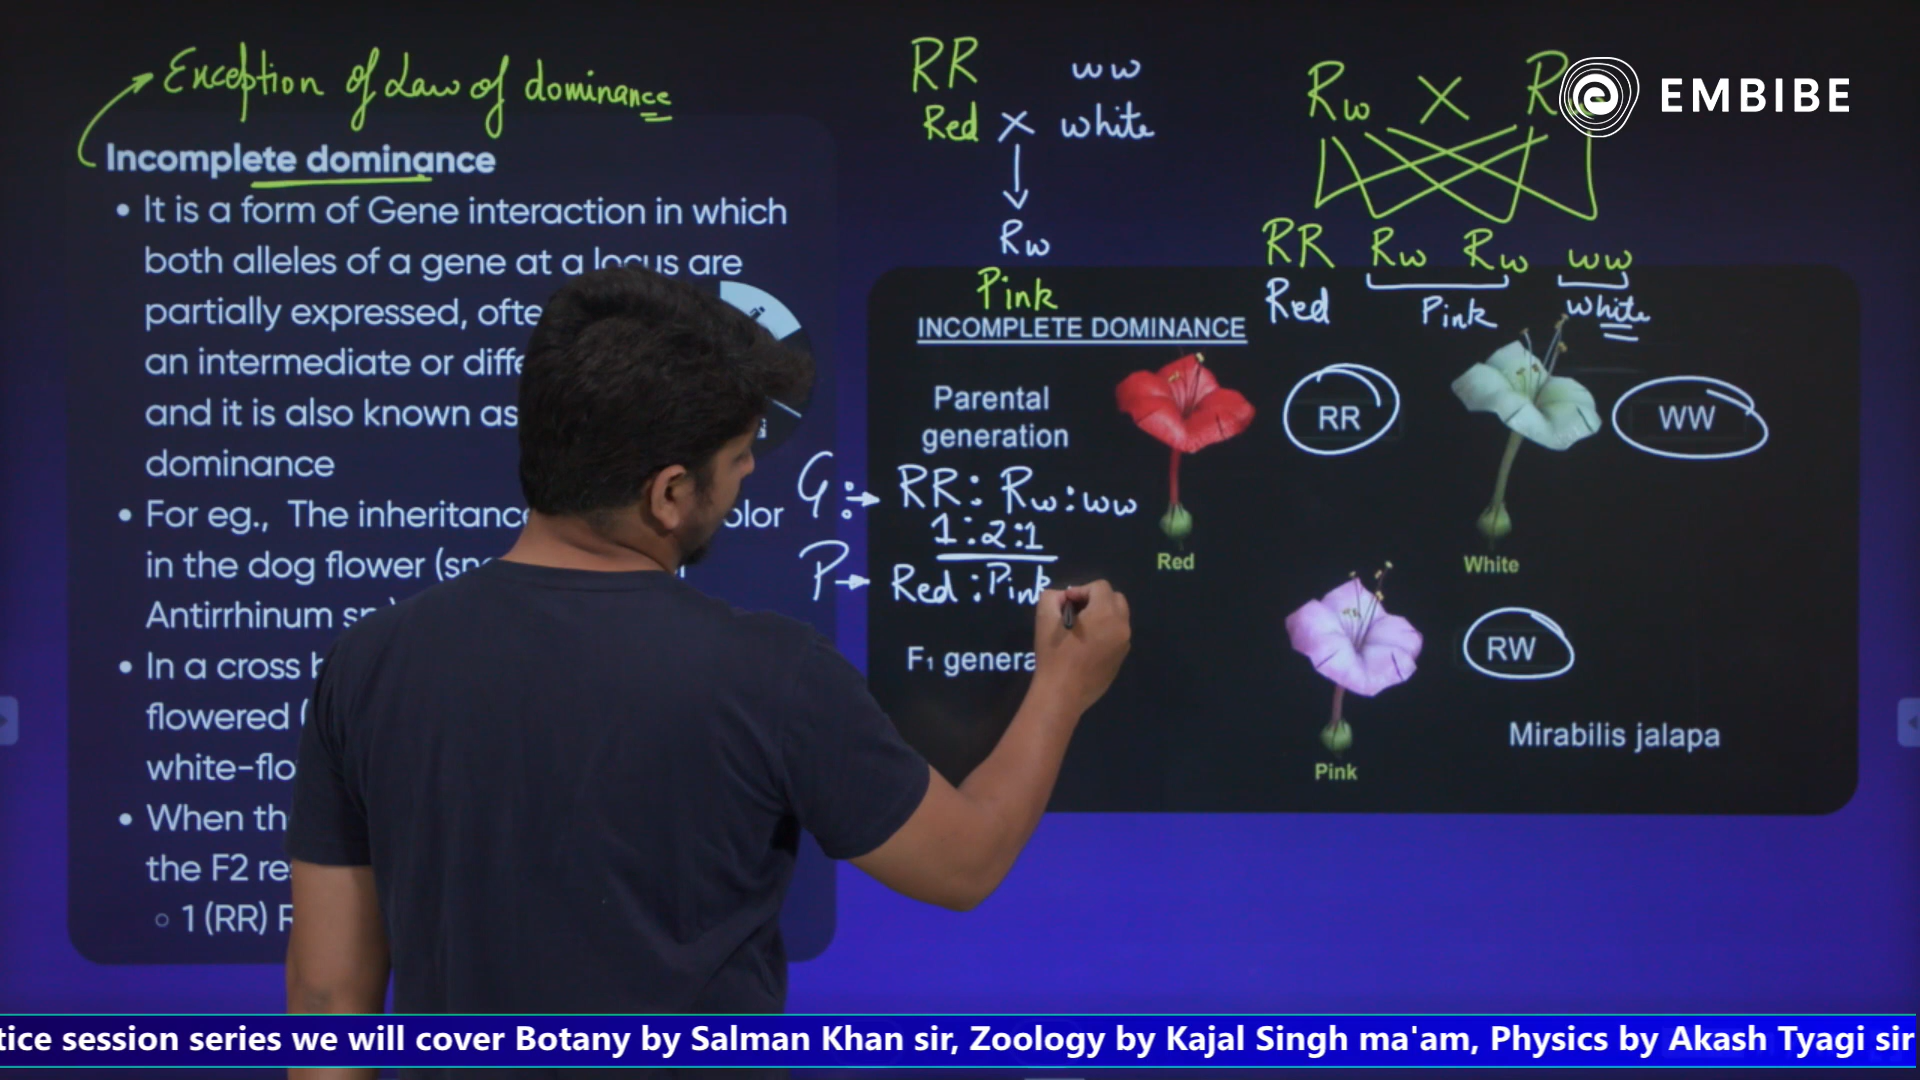 Exception of Law of dominance
Incomplete dominance
• It is a form of Gene interaction in which
both alleles of a gene at a locus are
partially expressed, ofte
an intermediate or diffe
and it is also known as
dominance
• For eg., The inheritance olor
in the dog flower
Antirrhinum
• In a cross b
flowered (
white-flo
• When th
the F2 re
○ 1 (RR) R
RR ww
Red × white
Rw
Pink
Rw × R
RR Rw Rw ww
Red Pink white
EMBIBE
INCOMPLETE DOMINANCE
Parental
generation
RR
WW
G: → RR: Rw:ww
1:2:1
P → Red : Pink
Red
White
F₁ genera
RW
Pink
Mirabilis jalapa
tice session series we will cover Botany by Salman Khan sir, Zoology by Kajal Singh ma'am, Physics by Akash Tyagi sir